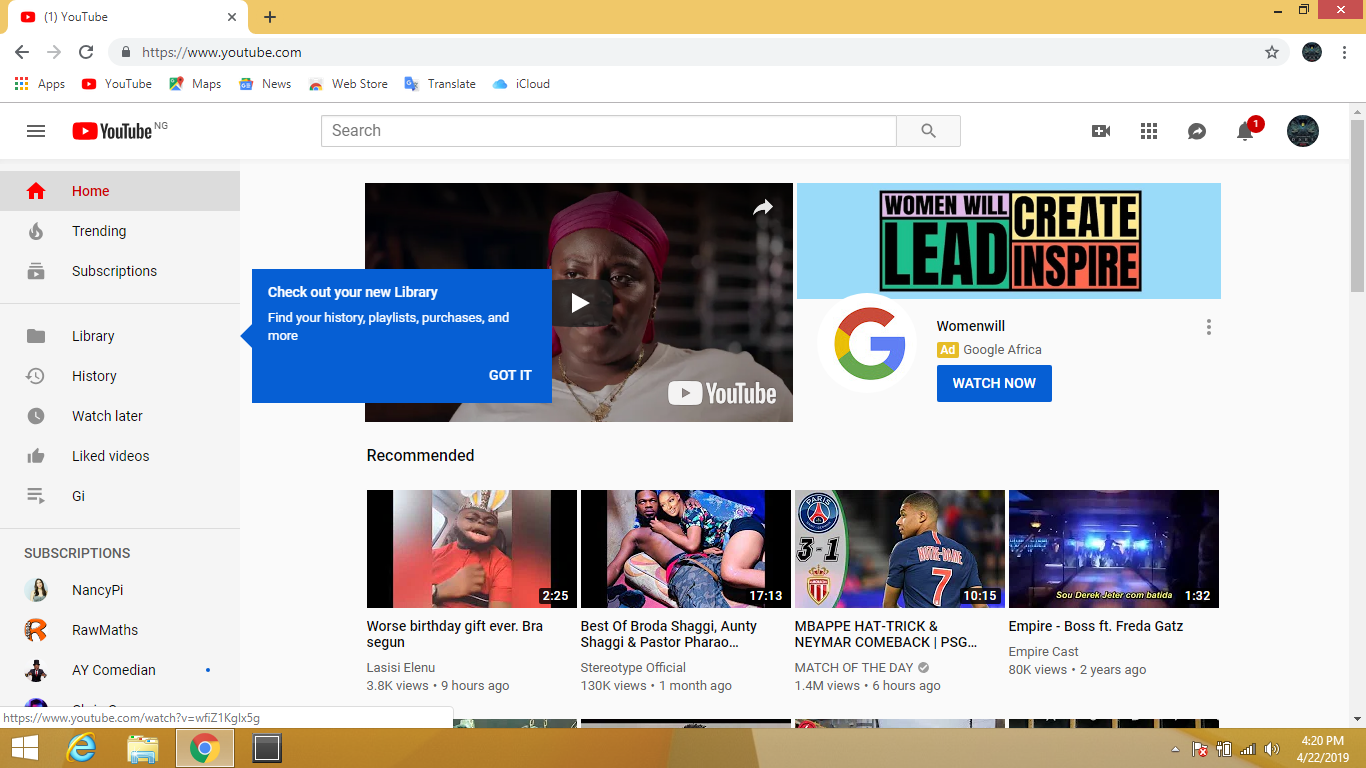 (1) YouTube
https://www.youtube.com
Apps YouTube Maps News Web Store Translate iCloud
YouTube NG
Search
1
Home
Trending
Subscriptions
Library
History
Watch later
Liked videos
Gi
SUBSCRIPTIONS
NancyPi
RawMaths
AY Comedian
Check out your new Library
Find your history, playlists, purchases, and
more
GOT IT
YouTube
WOMEN WILL
LEAD
CREATE
INSPIRE
Womenwill
Ad Google Africa
WATCH NOW
Recommended
2:25
Worse birthday gift ever. Bra
segun
Lasisi Elenu
3.8K views • 9 hours ago
17:13
Best Of Broda Shaggi, Aunty
Shaggi & Pastor Pharao...
Stereotype Official
130K views • 1 month ago
PARIS
3-1
NOTRE-DAME
7
10:15
MBAPPE HAT-TRICK &
NEYMAR COMEBACK | PSG...
MATCH OF THE DAY
1.4M views • 6 hours ago
Sou Derek Jeter com batida
1:32
Empire - Boss ft. Freda Gatz
Empire Cast
80K views • 2 years ago
https://www.youtube.com/watch?v=wfiZ1Kglx5g
4:20 PM
4/22/2019